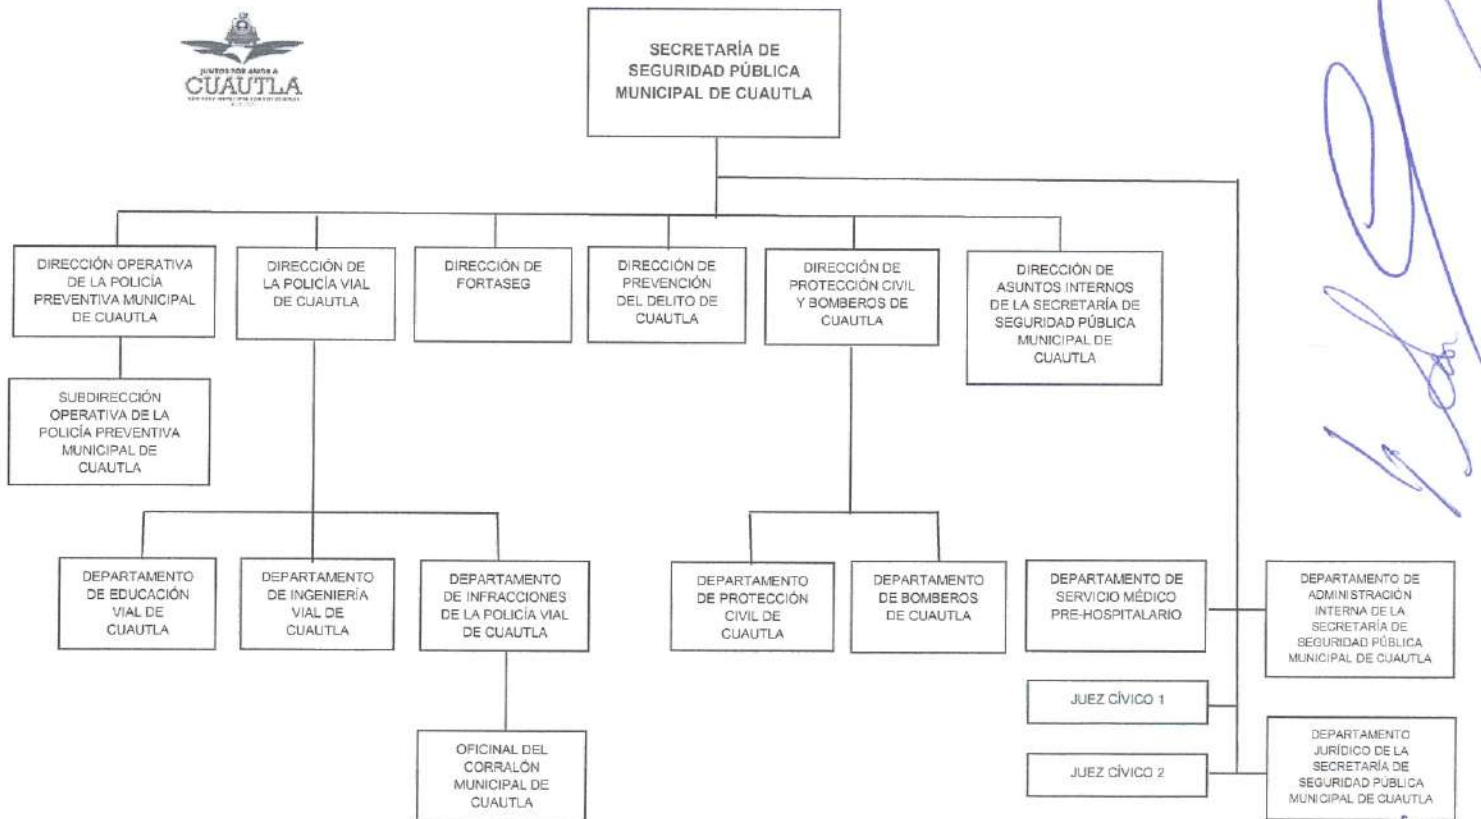 JUNTOS POR AMOR A
CUAUTLA
SECRETARÍA DE
SEGURIDAD PÚBLICA
MUNICIPAL DE CUAUTLA
DIRECCIÓN OPERATIVA
DE LA POLICÍA
PREVENTIVA MUNICIPAL
DE CUAUTLA
DIRECCIÓN DE
LA POLICÍA VIAL
DE CUAUTLA
DIRECCIÓN DE
FORTASEG
DIRECCIÓN DE
PREVENCIÓN
DEL DELITO DE
CUAUTLA
DIRECCIÓN DE
PROTECCIÓN CIVIL
Y BOMBEROS DE
CUAUTLA
DIRECCIÓN DE
ASUNTOS INTERNOS
DE LA SECRETARÍA DE
SEGURIDAD PÚBLICA
MUNICIPAL DE
CUAUTLA
SUBDIRECCIÓN
OPERATIVA DE LA
POLICÍA PREVENTIVA
MUNICIPAL DE
CUAUTLA
DEPARTAMENTO
DE EDUCACIÓN
VIAL DE
CUAUTLA
DEPARTAMENTO
DE INGENIERÍA
VIAL DE
CUAUTLA
DEPARTAMENTO
DE INFRACCIONES
DE LA POLICÍA VIAL
DE CUAUTLA
DEPARTAMENTO
DE PROTECCIÓN
CIVIL DE
CUAUTLA
DEPARTAMENTO
DE BOMBEROS
DE CUAUTLA
DEPARTAMENTO DE
SERVICIO MÉDICO
PRE-HOSPITALARIO
DEPARTAMENTO DE
ADMINISTRACIÓN
INTERNA DE LA
SECRETARÍA DE
SEGURIDAD PÚBLICA
MUNICIPAL DE CUAUTLA
JUEZ CÍVICO 1
JUEZ CÍVICO 2
OFICINAL DEL
CORRALÓN
MUNICIPAL DE
CUAUTLA
DEPARTAMENTO
JURÍDICO DE LA
SECRETARÍA DE
SEGURIDAD PÚBLICA
MUNICIPAL DE CUAUTLA